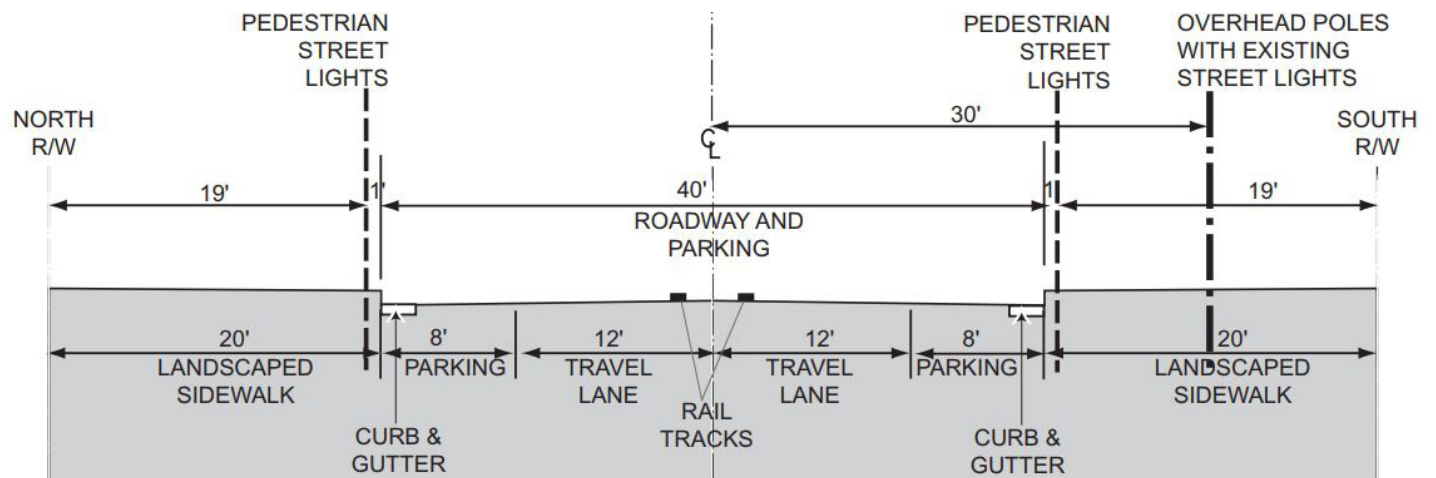 PEDESTRIAN
STREET
LIGHTS
PEDESTRIAN
STREET
LIGHTS
OVERHEAD POLES
WITH EXISTING
STREET LIGHTS
NORTH
R/W
30'
SOUTH
R/W
CL
19'
1'
40'
1
19'
ROADWAY AND
PARKING
20'
LANDSCAPED
SIDEWALK
8'
PARKING
12'
TRAVEL
LANE
12'
TRAVEL
LANE
8'
PARKING
20'
LANDSCAPED
SIDEWALK
RAIL
TRACKS
CURB &
GUTTER
CURB &
GUTTER